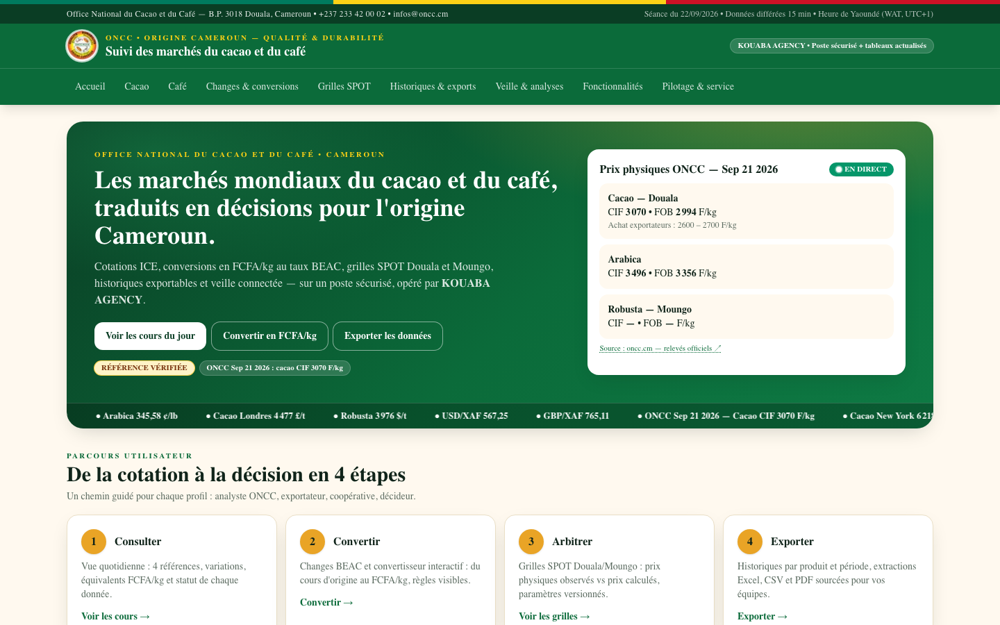 Office National du Cacao et du Café — B.P. 3018 Douala, Cameroun • +237 233 42 00 02 • infos@oncc.cm
Séance du 22/09/2026 • Données différées 15 min • Heure de Yaoundé (WAT, UTC+1)
ONCC • ORIGINE CAMEROUN — QUALITÉ & DURABILITÉ
Suivi des marchés du cacao et du café
KOUABA AGENCY • Poste sécurisé + tableaux actualisés
Accueil Cacao Café Changes & conversions Grilles SPOT Historiques & exports Veille & analyses Fonctionnalités Pilotage & service
OFFICE NATIONAL DU CACAO ET DU CAFÉ • CAMEROUN
Les marchés mondiaux du cacao et du café,
traduits en décisions pour l'origine
Cameroun.
Cotations ICE, conversions en FCFA/kg au taux BEAC, grilles SPOT Douala et Moungo,
historiques exportables et veille connectée — sur un poste sécurisé, opéré par KOUABA
AGENCY.
Voir les cours du jour
Convertir en FCFA/kg
Exporter les données
RÉFÉRENCE VÉRIFIÉE
ONCC Sep 21 2026 : cacao CIF 3070 F/kg
Prix physiques ONCC — Sep 21 2026
EN DIRECT
Cacao — Douala
CIF 3 070 • FOB 2 994 F/kg
Achat exportateurs : 2600 – 2700 F/kg
Arabica
CIF 3 496 • FOB 3 356 F/kg
Robusta — Moungo
CIF — • FOB — F/kg
Source : oncc.cm — relevés officiels ↗
● Arabica 345,58 ¢/lb ● Cacao Londres 4 477 £/t ● Robusta 3 976 $/t ● USD/XAF 567,25 ● GBP/XAF 765,11 ● ONCC Sep 21 2026 — Cacao CIF 3070 F/kg ● Cacao New York 6 218
PARCOURS UTILISATEUR
De la cotation à la décision en 4 étapes
Un chemin guidé pour chaque profil : analyste ONCC, exportateur, coopérative, décideur.
1 Consulter
Vue quotidienne : 4 références, variations,
équivalents FCFA/kg et statut de chaque
donnée.
Voir les cours →
2 Convertir
Changes BEAC et convertisseur interactif : du
cours d'origine au FCFA/kg, règles visibles.
Convertir →
3 Arbitrer
Grilles SPOT Douala/Moungo : prix
physiques observés vs prix calculés,
paramètres versionnés.
Voir les grilles →
4 Exporter
Historiques par produit et période, extractions
Excel, CSV et PDF sourcées pour vos
équipes.
Exporter →